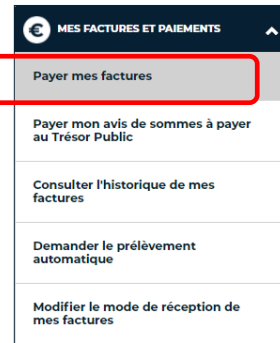 MES FACTURES ET PAIEMENTS
Payer mes factures
Payer mon avis de sommes à payer
au Trésor Public
Consulter l'historique de mes
factures
Demander le prélèvement
automatique
Modifier le mode de réception de
mes factures